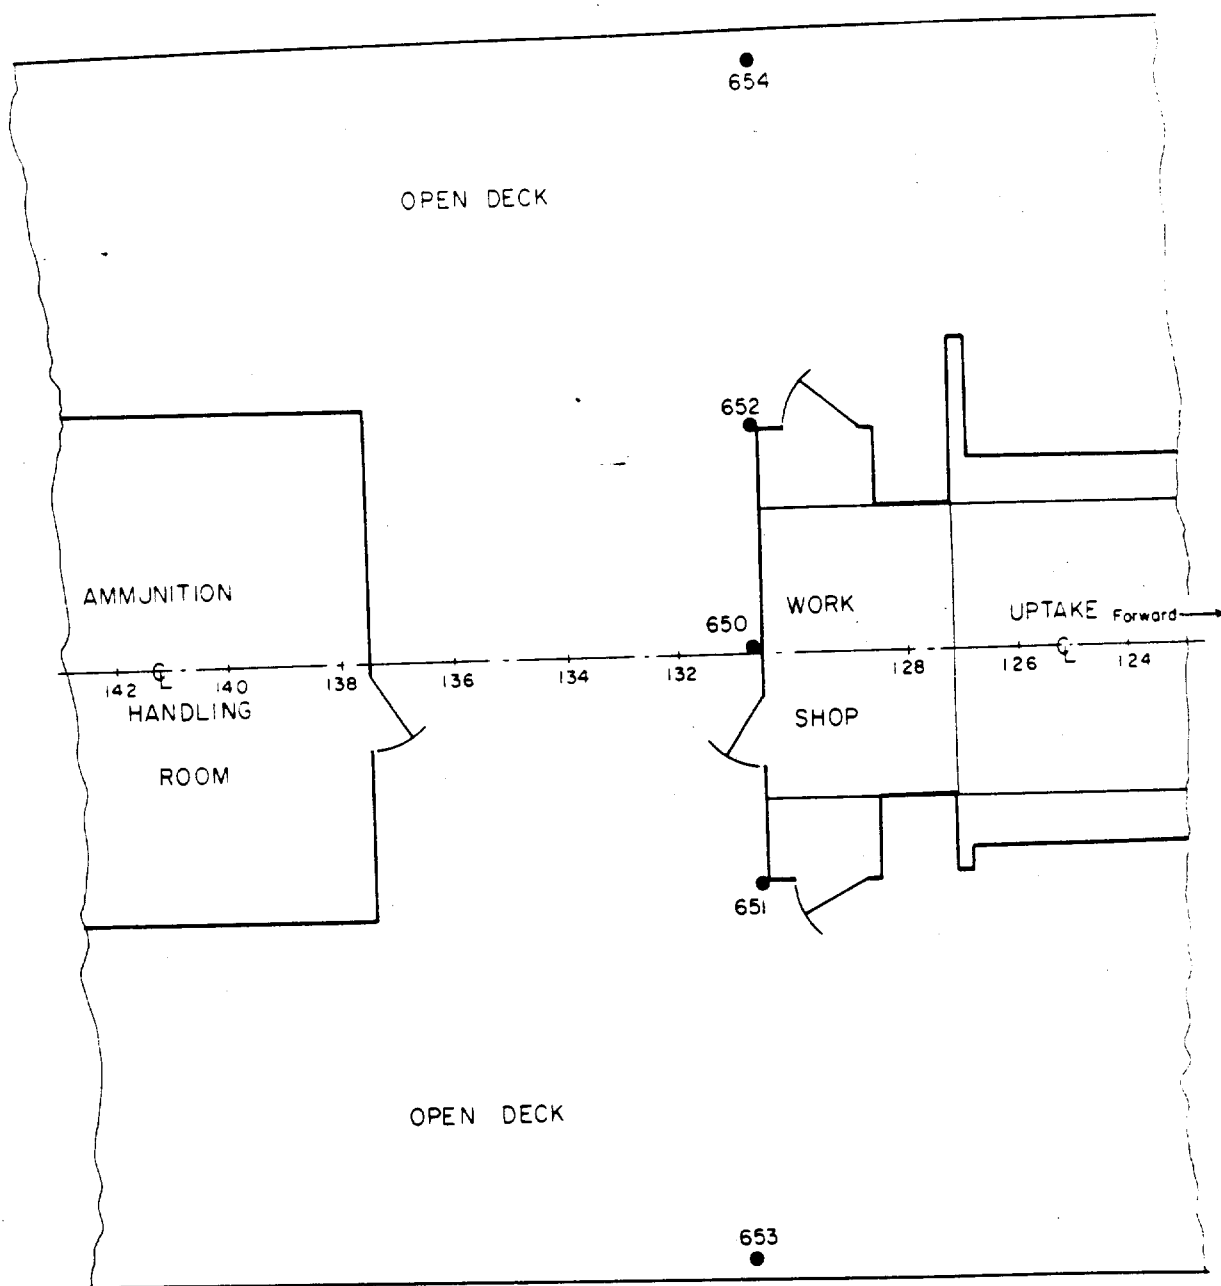 654
OPEN DECK
652
AMMUNITION
WORK
UPTAKE Forward
650
142 ℄ 140 138 136 134 132 128 126 ℄ 124
HANDLING
SHOP
ROOM
651
OPEN DECK
653